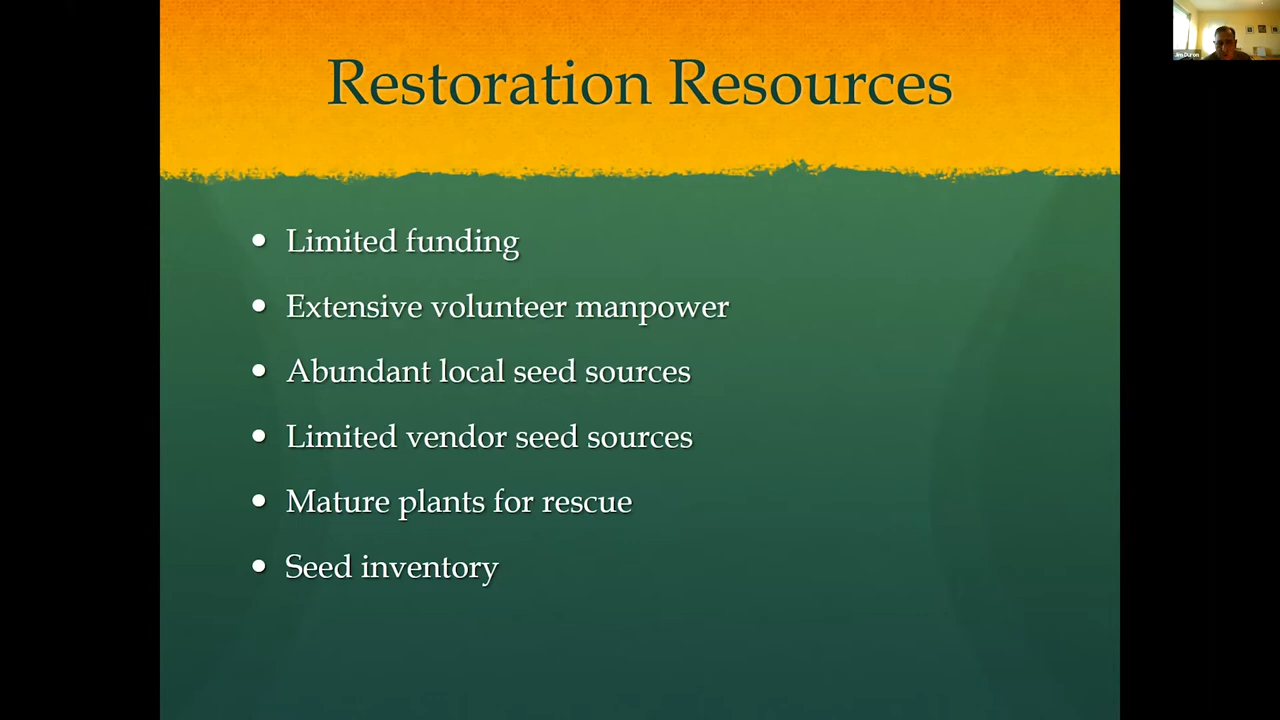 Restoration Resources
• Limited funding
• Extensive volunteer manpower
• Abundant local seed sources
• Limited vendor seed sources
• Mature plants for rescue
• Seed inventory